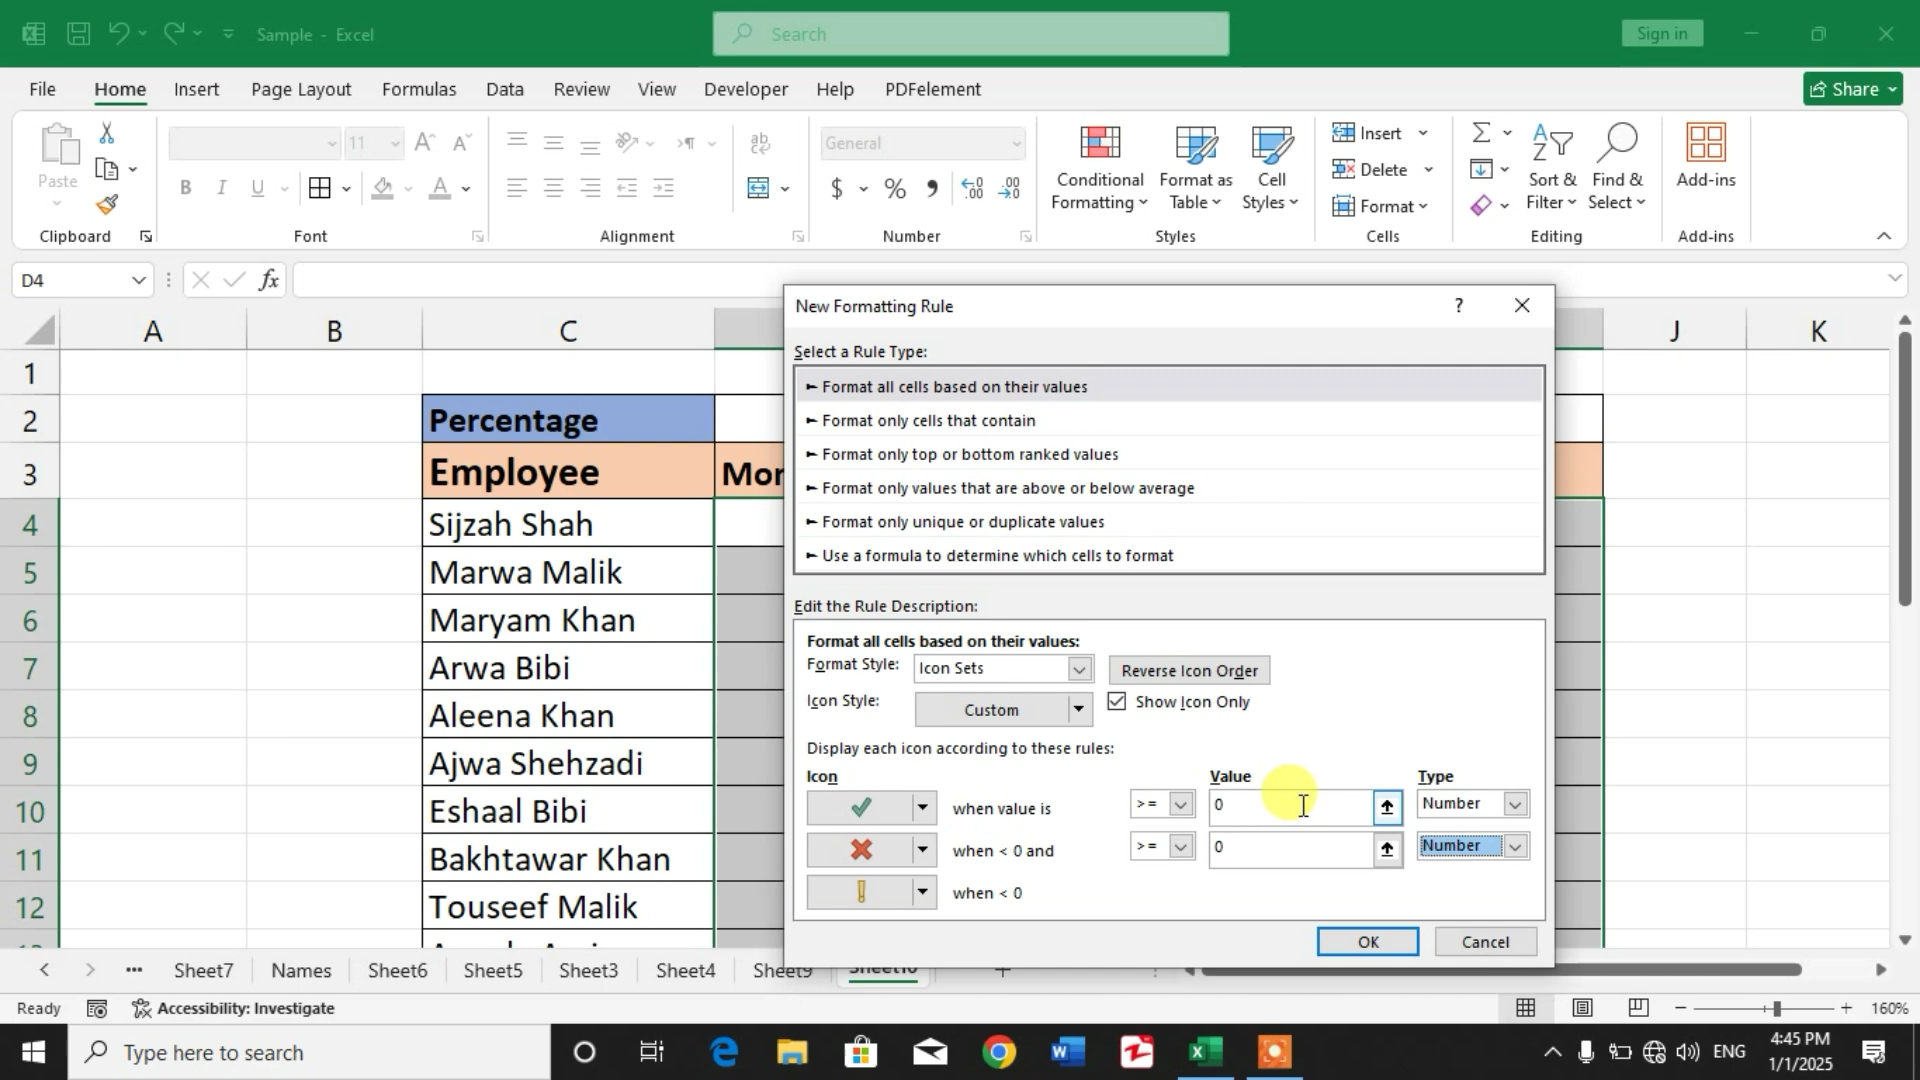 Sample - Excel
Search
Sign in
File Home Insert Page Layout Formulas Data Review View Developer Help PDFelement
Share
Paste
11
B I U A
ab
General
$ % ,
Conditional Formatting
Format as Table
Cell Styles
Insert
Delete
Format
Sort & Filter
Find & Select
Add-ins
Clipboard Font Alignment Number Styles Cells Editing Add-ins
D4
fx
A B C J K
1
2 Percentage
3 Employee Mon
4 Sijzah Shah
5 Marwa Malik
6 Maryam Khan
7 Arwa Bibi
8 Aleena Khan
9 Ajwa Shehzadi
10 Eshaal Bibi
11 Bakhtawar Khan
12 Touseef Malik
New Formatting Rule
?
Select a Rule Type:
► Format all cells based on their values
► Format only cells that contain
► Format only top or bottom ranked values
► Format only values that are above or below average
► Format only unique or duplicate values
► Use a formula to determine which cells to format
Edit the Rule Description:
Format all cells based on their values:
Format Style: Icon Sets Reverse Icon Order
Icon Style: Custom Show Icon Only
Display each icon according to these rules:
Icon Value Type
when value is >= 0 Number
when < 0 and >= 0 Number
when < 0
OK Cancel
... Sheet7 Names Sheet6 Sheet5 Sheet3 Sheet4 Sheet9 Sheet10 +
Ready Accessibility: Investigate
160%
Type here to search
ENG
4:45 PM
1/1/2025